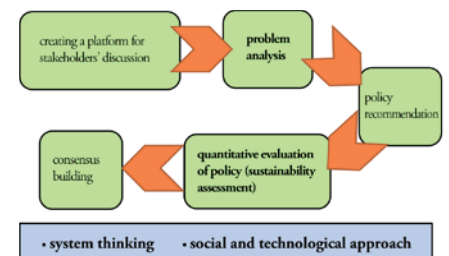 creating a platform for
stakeholders' discussion
problem
analysis
policy
recommendation
quantitative evaluation
of policy (sustainability
assessment)
consensus
building
• system thinking • social and technological approach